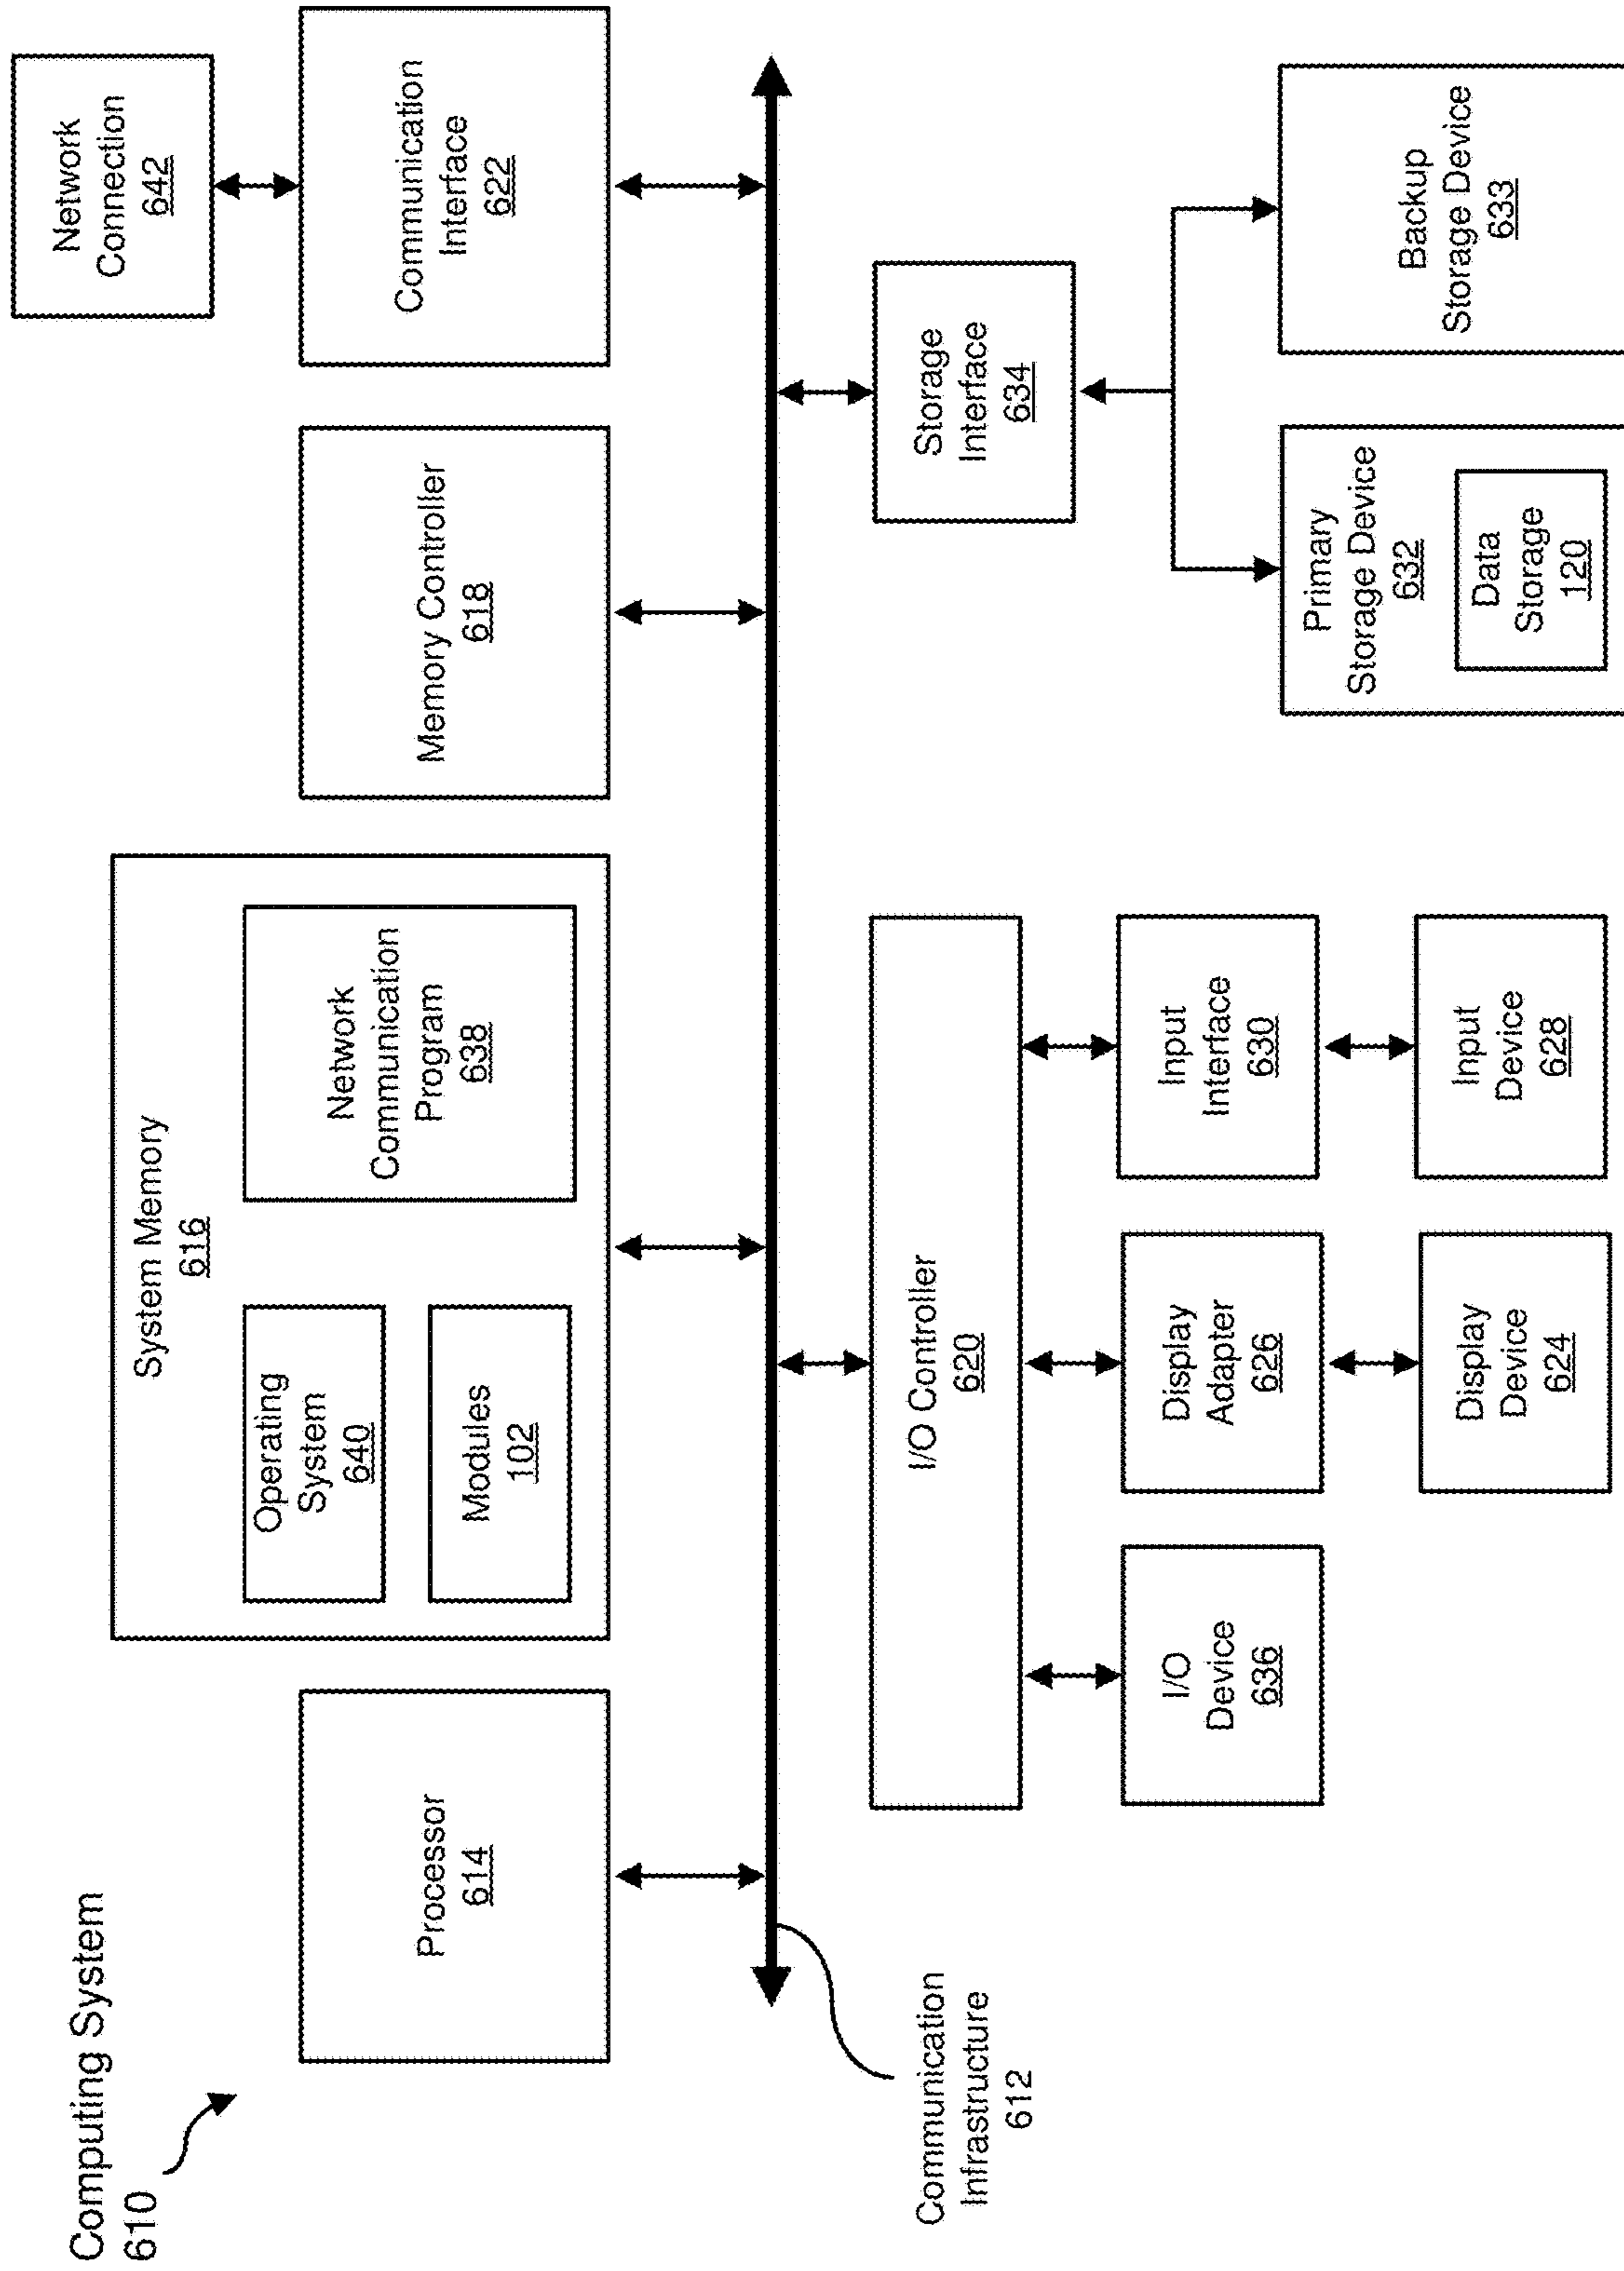 Computing System
610
Processor
614
System Memory
616
Operating
System
640
Modules
102
Network
Communication
Program
638
Memory Controller
618
Communication
Interface
622
Network
Connection
642
Communication
Infrastructure
612
I/O Controller
620
I/O
Device
636
Display
Adapter
626
Input
Interface
630
Display
Device
624
Input
Device
628
Storage
Interface
634
Primary
Storage Device
632
Data
Storage
120
Backup
Storage Device
633